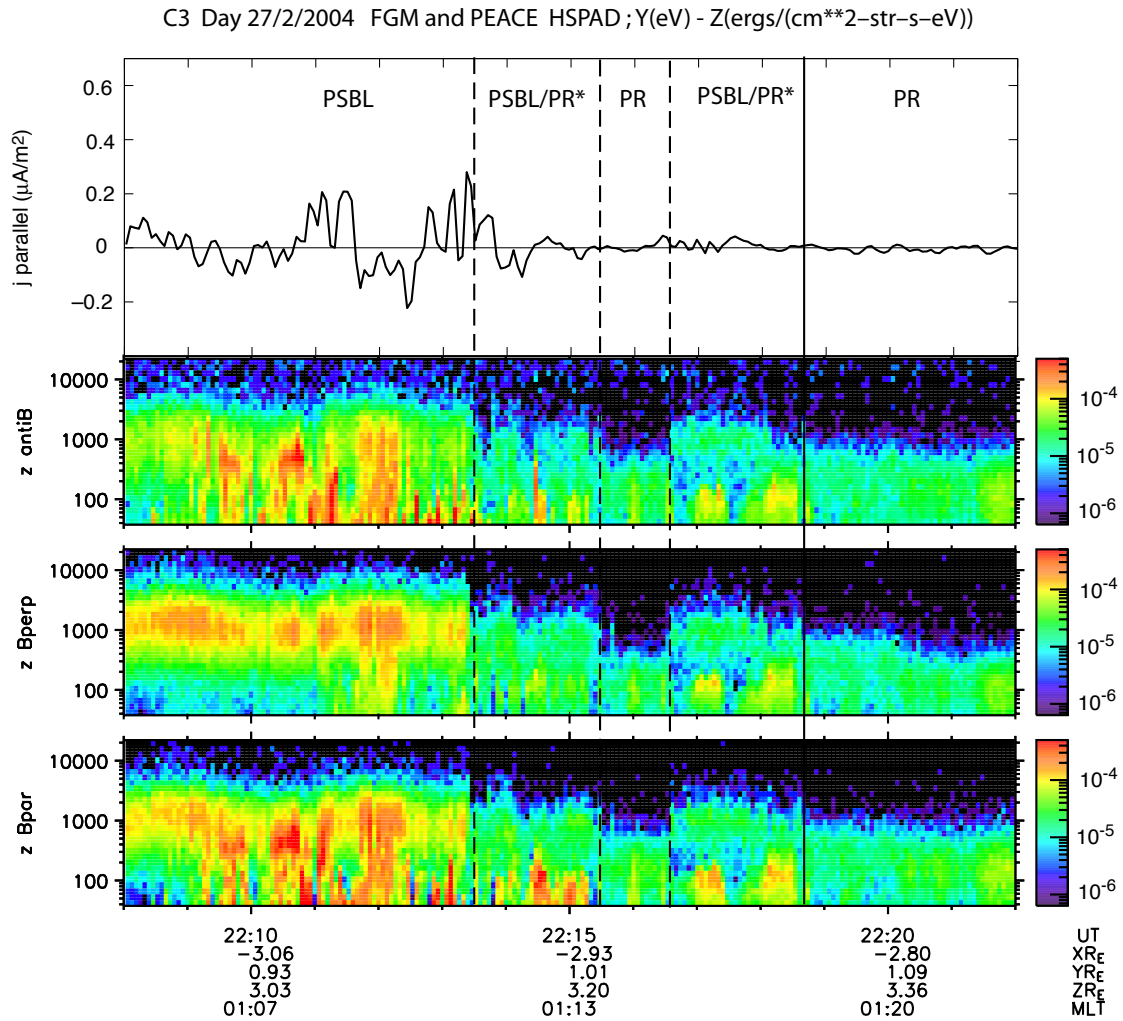 C3 Day 27/2/2004 FGM and PEACE HSPAD ; Y(eV) - Z(ergs/(cm**2–str–s–eV))
j parallel (μA/m²)
0.6
0.4
0.2
0
−0.2
PSBL
PSBL/PR*
PR
PSBL/PR*
PR
z antiB
10000
1000
100
10⁻⁴
10⁻⁵
10⁻⁶
z Bperp
10000
1000
100
10⁻⁴
10⁻⁵
10⁻⁶
z Bpar
10000
1000
100
10⁻⁴
10⁻⁵
10⁻⁶
22:10 22:15 22:20 UT
−3.06 −2.93 −2.80 XRE
0.93 1.01 1.09 YRE
3.03 3.20 3.36 ZRE
01:07 01:13 01:20 MLT